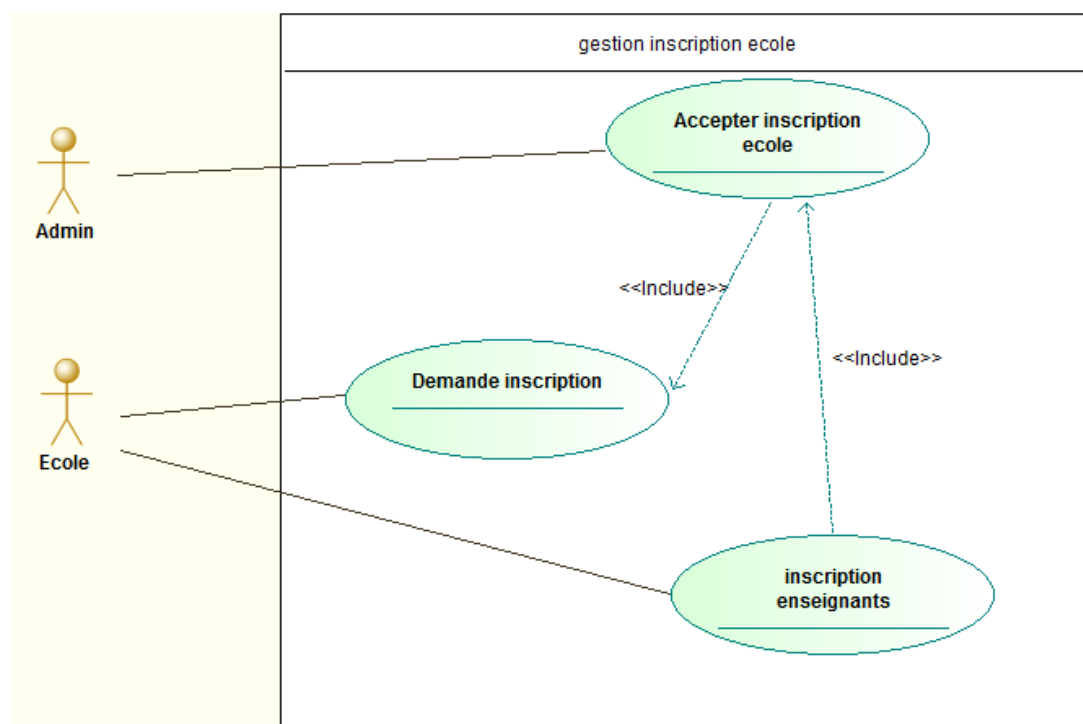 gestion inscription ecole
Accepter inscription
ecole
Admin
<<Include>>
<<Include>>
Demande inscription
Ecole
inscription
enseignants